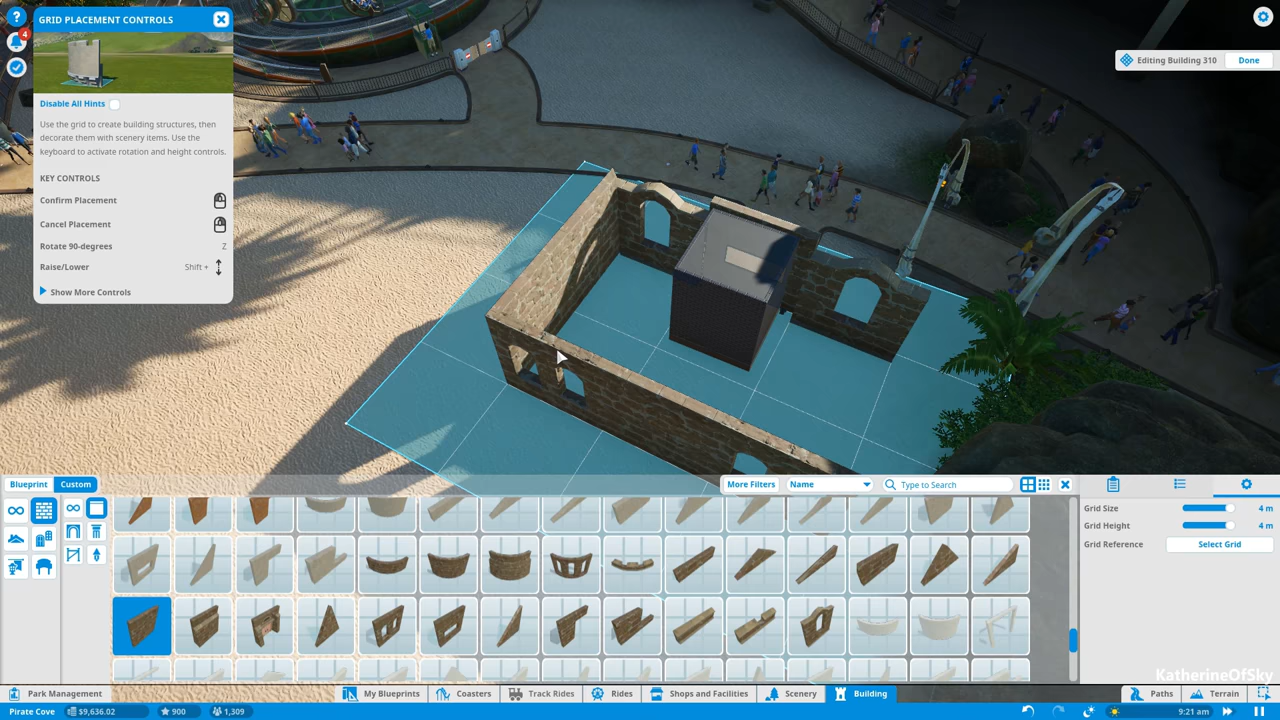 GRID PLACEMENT CONTROLS
?
4
Disable All Hints
Use the grid to create building structures, then
decorate them with scenery items. Use the
keyboard to activate rotation and height controls.
KEY CONTROLS
Confirm Placement
Cancel Placement
Rotate 90-degrees Z
Raise/Lower Shift +
Show More Controls
Editing Building 310 Done
Blueprint Custom More Filters Name Type to Search
Grid Size 4 m
Grid Height 4 m
Grid Reference Select Grid
KatherineOfSky
Park Management My Blueprints Coasters Track Rides Rides Shops and Facilities Scenery Building Paths Terrain
Pirate Cove $9,636.02 900 1,309 9:21 am